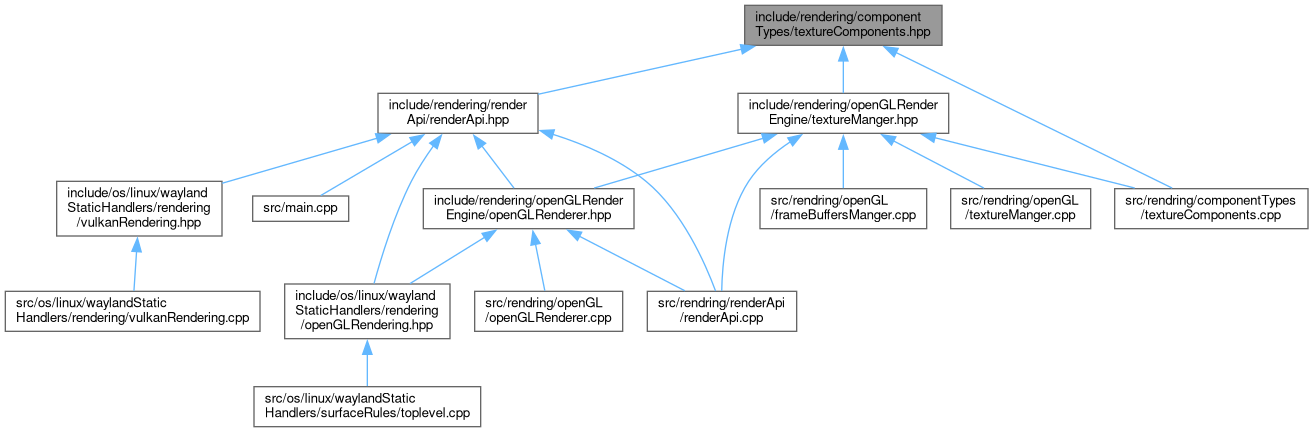 include/rendering/component
Types/textureComponents.hpp
include/rendering/render
Api/renderApi.hpp
include/rendering/openGLRender
Engine/textureManger.hpp
include/os/linux/wayland
StaticHandlers/rendering
/vulkanRendering.hpp
src/main.cpp
include/rendering/openGLRender
Engine/openGLRenderer.hpp
src/rendring/openGL
/frameBuffersManger.cpp
src/rendring/openGL
/textureManger.cpp
src/rendring/componentTypes
/textureComponents.cpp
src/os/linux/waylandStatic
Handlers/rendering/vulkanRendering.cpp
include/os/linux/wayland
StaticHandlers/rendering
/openGLRendering.hpp
src/rendring/openGL
/openGLRenderer.cpp
src/rendring/renderApi
/renderApi.cpp
src/os/linux/waylandStatic
Handlers/surfaceRules/toplevel.cpp